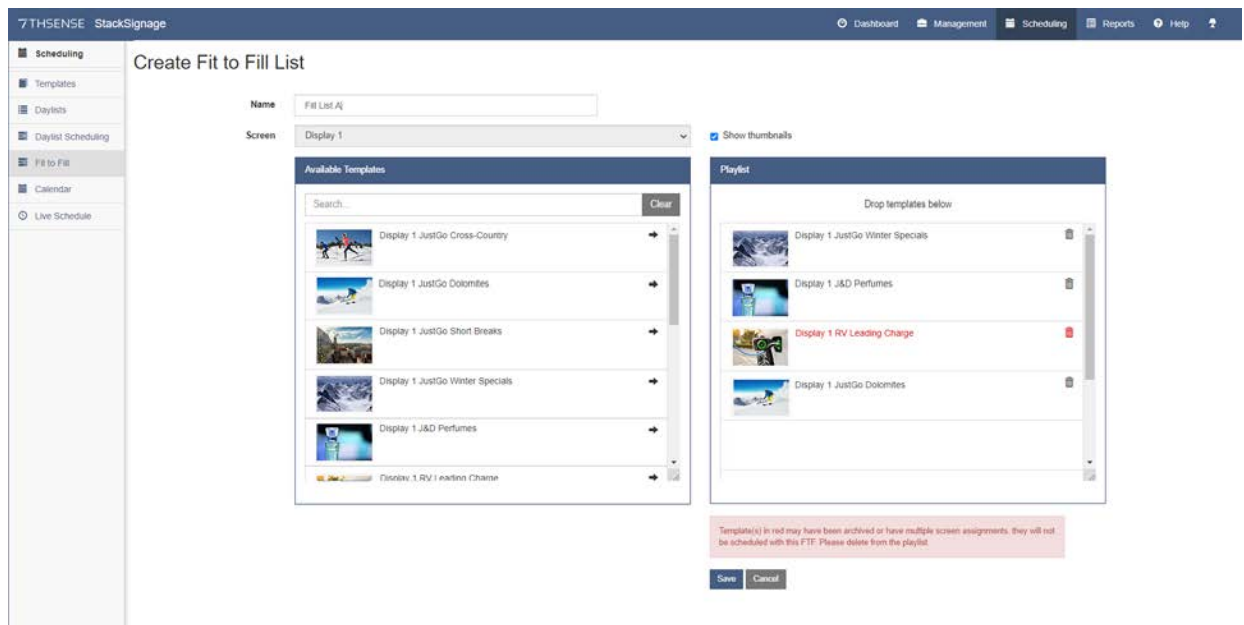 7THSENSE StackSignage
Dashboard Management Scheduling Reports Help
Scheduling
Templates
Daylists
Daylist Scheduling
Fit to Fill
Calendar
Live Schedule
Create Fit to Fill List
Name Fill List A
Screen Display 1 Show thumbnails
Available Templates
Search... Clear
Display 1 JustGo Cross-Country
Display 1 JustGo Dolomites
Display 1 JustGo Short Breaks
Display 1 JustGo Winter Specials
Display 1 J&D Perfumes
Display 1 RV Leading Charge
Playlist
Drop templates below
Display 1 JustGo Winter Specials
Display 1 J&D Perfumes
Display 1 RV Leading Charge
Display 1 JustGo Dolomites
Template(s) in red may have been archived or have multiple screen assignments, they will not
be scheduled with this FTF. Please delete from the playlist.
Save Cancel